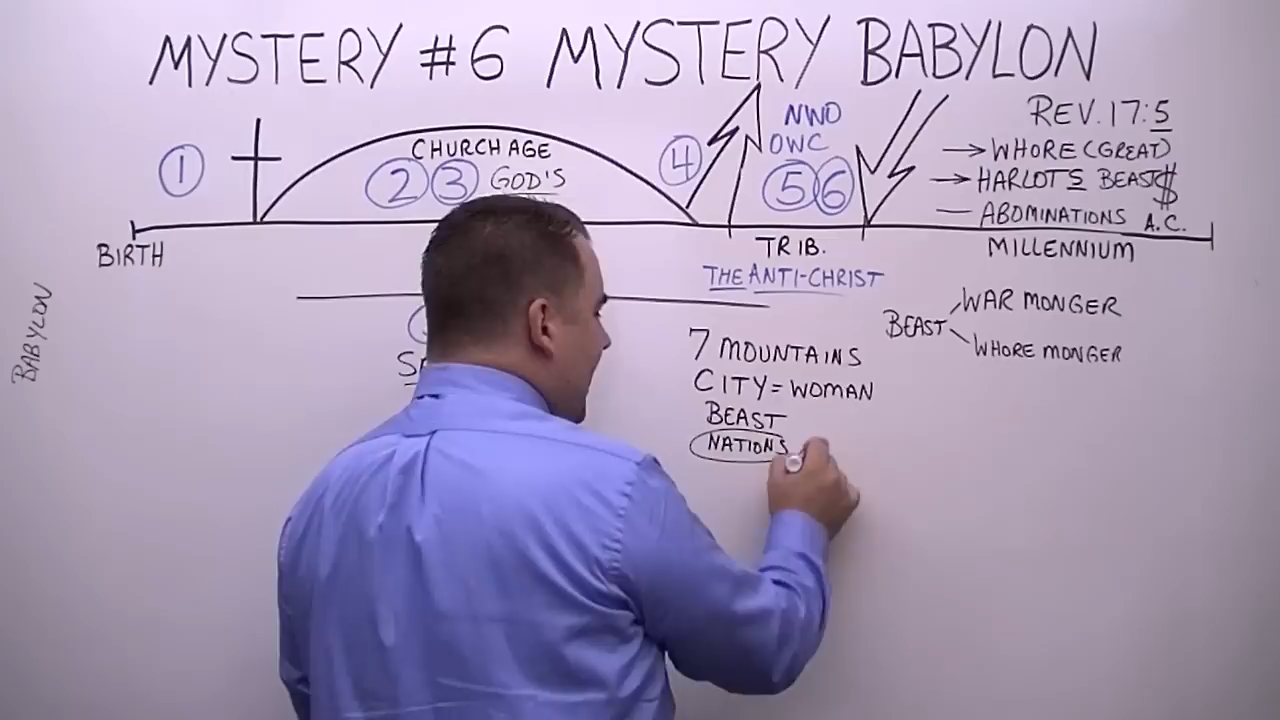 MYSTERY #6 MYSTERY BABYLON
REV. 17:5
→ WHORE (GREAT)
→ HARLOTS BEAST $
— ABOMINATIONS A.C.
NWO
OWC
1
CHURCH AGE
2 3 GOD'S
4
5 6
BIRTH
TRIB.
THE ANTI-CHRIST
MILLENNIUM
BABYLON
BEAST
WAR MONGER
WHORE MONGER
7 MOUNTAINS
CITY = WOMAN
BEAST
NATIONS